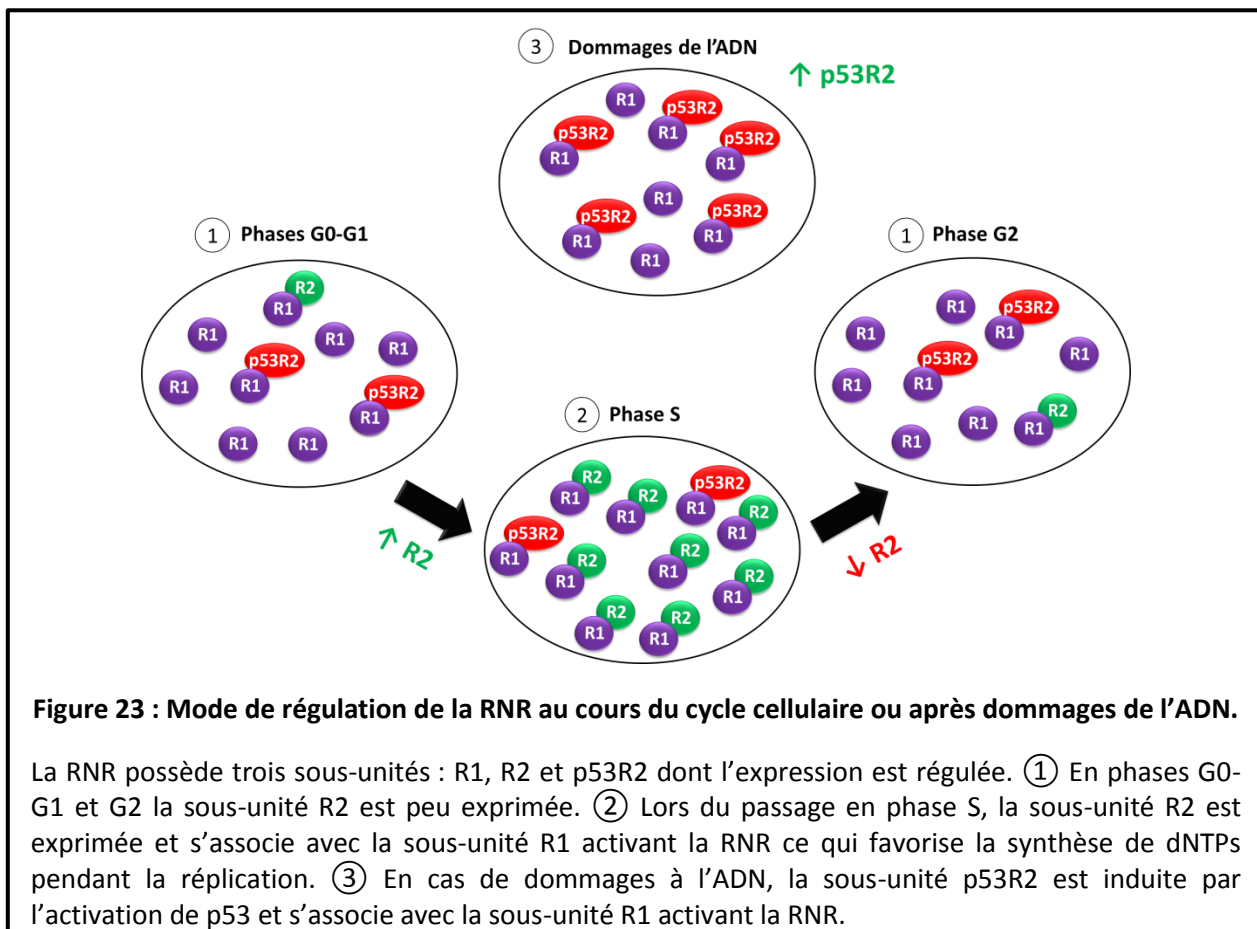 ③ Dommages de l’ADN
↑ p53R2
R1
p53R2
R1
p53R2
R1
p53R2
R1
R1
p53R2
R1
p53R2
R1
R1
① Phases G0-G1
R2
R1
R1
R1
R1
p53R2
R1
R1
p53R2
R1
R1
R1
① Phase G2
R1
p53R2
R1
R1
p53R2
R1
R1
R1
R2
R1
R1
R1
② Phase S
R2
R1
R2
R1
p53R2
R1
R2
R1
p53R2
R1
R2
R1
R2
R1
R2
R1
R2
R1
R2
R1
↑ R2
↓ R2
Figure 23 : Mode de régulation de la RNR au cours du cycle cellulaire ou après dommages de l’ADN.
La RNR possède trois sous-unités : R1, R2 et p53R2 dont l’expression est régulée. ① En phases G0-
G1 et G2 la sous-unité R2 est peu exprimée. ② Lors du passage en phase S, la sous-unité R2 est
exprimée et s’associe avec la sous-unité R1 activant la RNR ce qui favorise la synthèse de dNTPs
pendant la réplication. ③ En cas de dommages à l’ADN, la sous-unité p53R2 est induite par
l’activation de p53 et s’associe avec la sous-unité R1 activant la RNR.